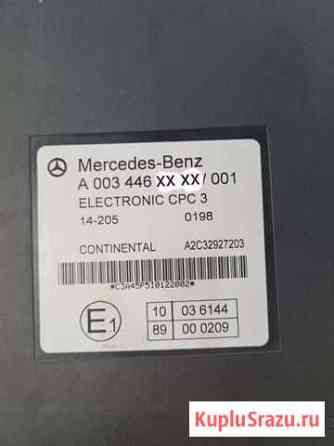 Mercedes-Benz
A 003 446 XX XX/ 001
ELECTRONIC CPC 3
14-205 0198
CONTINENTAL A2C32927203
*C3A45P510122002*
E1
10 03 6144
89 00 0209
KupluSrazu.ru